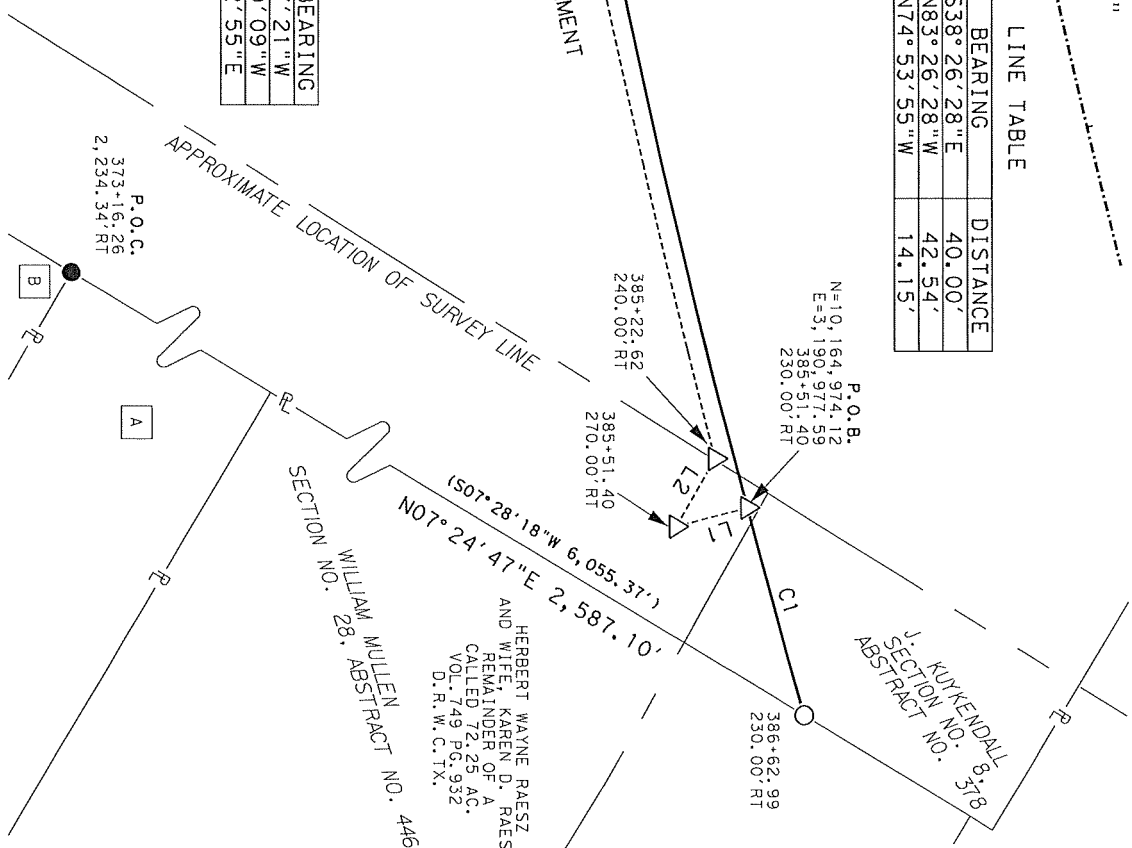 LINE TABLE
BEARING DISTANCE
S38°26'28"E 40.00'
N83°26'28"W 42.54'
N74°53'55"W 14.15'
BEARING
'21"W
'09"W
'55"E
MENT
APPROXIMATE LOCATION OF SURVEY LINE
P.O.C.
373+16.26
2,234.34'RT
B
A
PL
P.O.B.
N=10,164,974.12
E=3,190,977.59
385+51.40
230.00'RT
385+22.62
240.00'RT
385+51.40
270.00'RT
L2
L1
C1
386+62.99
230.00'RT
J. KUYKENDALL
SECTION NO. 8,
ABSTRACT NO. 378
(S07°28'18"W 6,055.37')
N07°24'47"E 2,587.10'
HERBERT WAYNE RAESZ
AND WIFE, KAREN D. RAES
REMAINDER OF A
CALLED 72.25 AC.
VOL.749 PG.932
D.R.W.C.TX.
WILLIAM MULLEN
SECTION NO. 28, ABSTRACT NO. 446